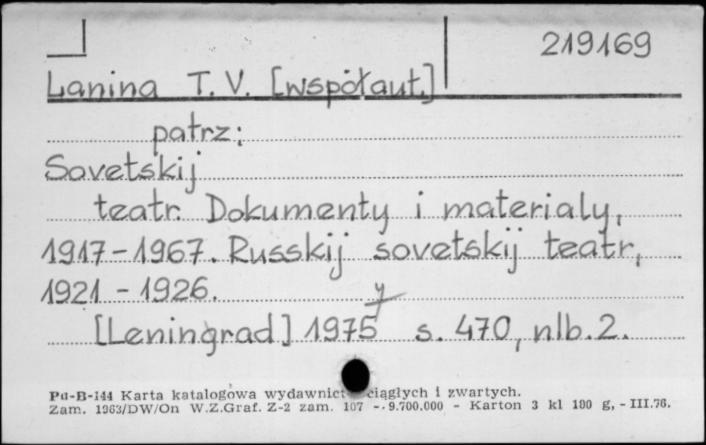 219169
Lanina T. V. [współaut.]
patrz:
Sovetskij
teatr. Dokumenty i materialy,
1917-1967. Russkij sovetskij teatr,
1921 - 1926.
y
[Leningrad] 1975 s. 470, nlb. 2.
Pu-B-144 Karta katalogowa wydawnict ciągłych i zwartych.
Zam. 1963/DW/On W.Z.Graf. Z-2 zam. 107 - 9.700.000 - Karton 3 kl 180 g, - III.76.